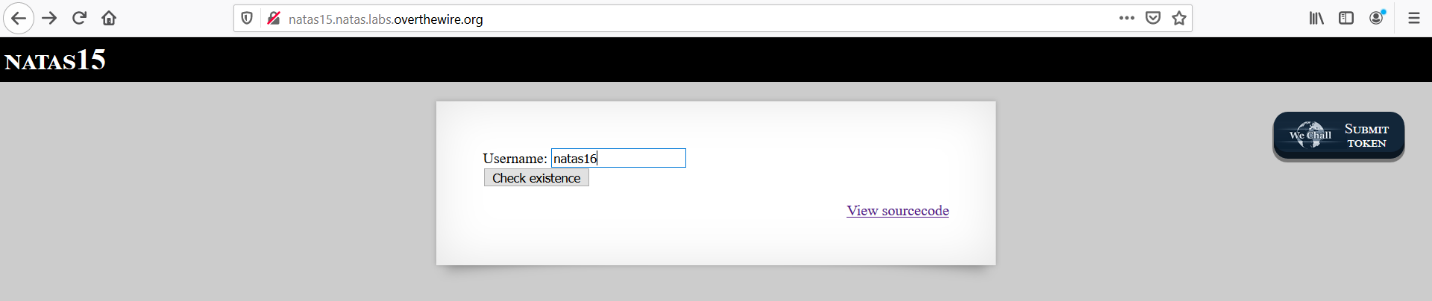 natas15.natas.labs.overthewire.org
NATAS15
Username: natas16
Check existence
View sourcecode
We Chall
SUBMIT
TOKEN